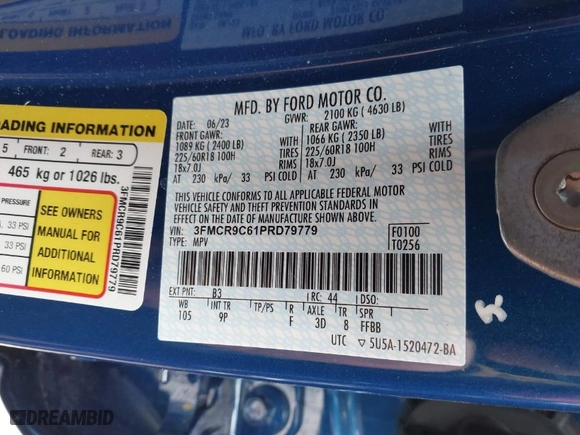 LOADING INFORMATION
BY FORD MOTOR CO
OADING INFORMATION
5 FRONT: 2 REAR: 3
465 kg or 1026 lbs.
PRESSURE
33 PSI
33 PSI
60 PSI
SEE OWNERS
MANUAL FOR
ADDITIONAL
INFORMATION
3FMCR9C61PRD79779
MFD. BY FORD MOTOR CO.
DATE: 06/23 GVWR: 2100 KG ( 4630 LB)
FRONT GAWR: REAR GAWR:
1089 KG ( 2400 LB) WITH 1066 KG ( 2350 LB) WITH
225/60R18 100H TIRES 225/60R18 100H TIRES
18x7.0J RIMS 18x7.0J RIMS
AT 230 kPa/ 33 PSI COLD AT 230 kPa/ 33 PSI COLD
THIS VEHICLE CONFORMS TO ALL APPLICABLE FEDERAL MOTOR
VEHICLE SAFETY AND THEFT PREVENTION STANDARDS IN EFFECT
ON THE DATE OF MANUFACTURE SHOWN ABOVE.
VIN: 3FMCR9C61PRD79779 F0100
TYPE: MPV T0256
EXT PNT: B3 RC: 44 DSO:
WB INT TR TP/PS R AXLE TR SPR
105 9P F 3D 8 FFBB
UTC ▽ 5U5A-1520472-BA
DREAMBID